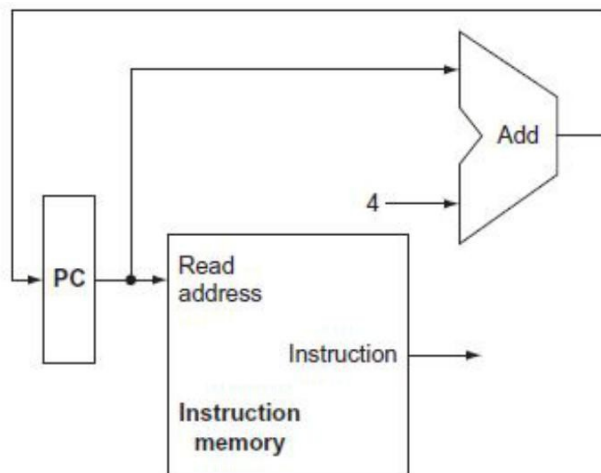 Add
4
PC
Read
address
Instruction
Instruction
memory